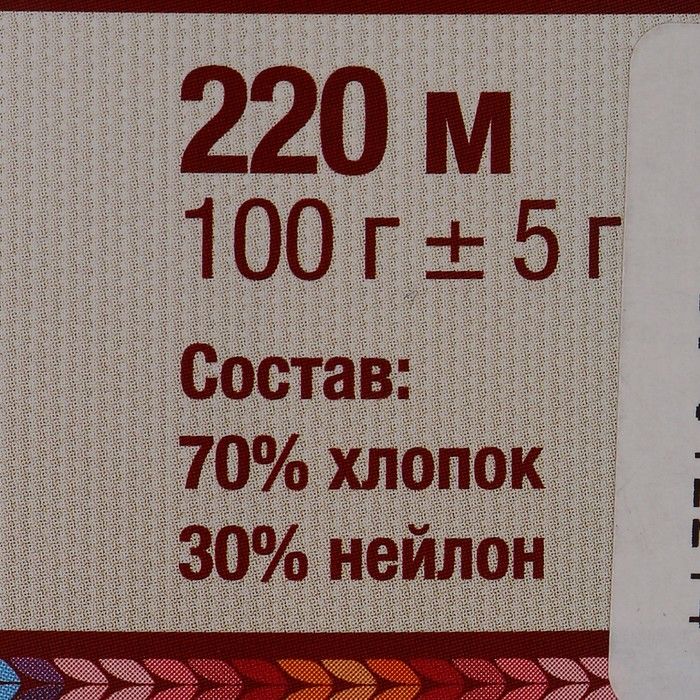 220 м
100 г ± 5 г
Состав:
70% хлопок
30% нейлон